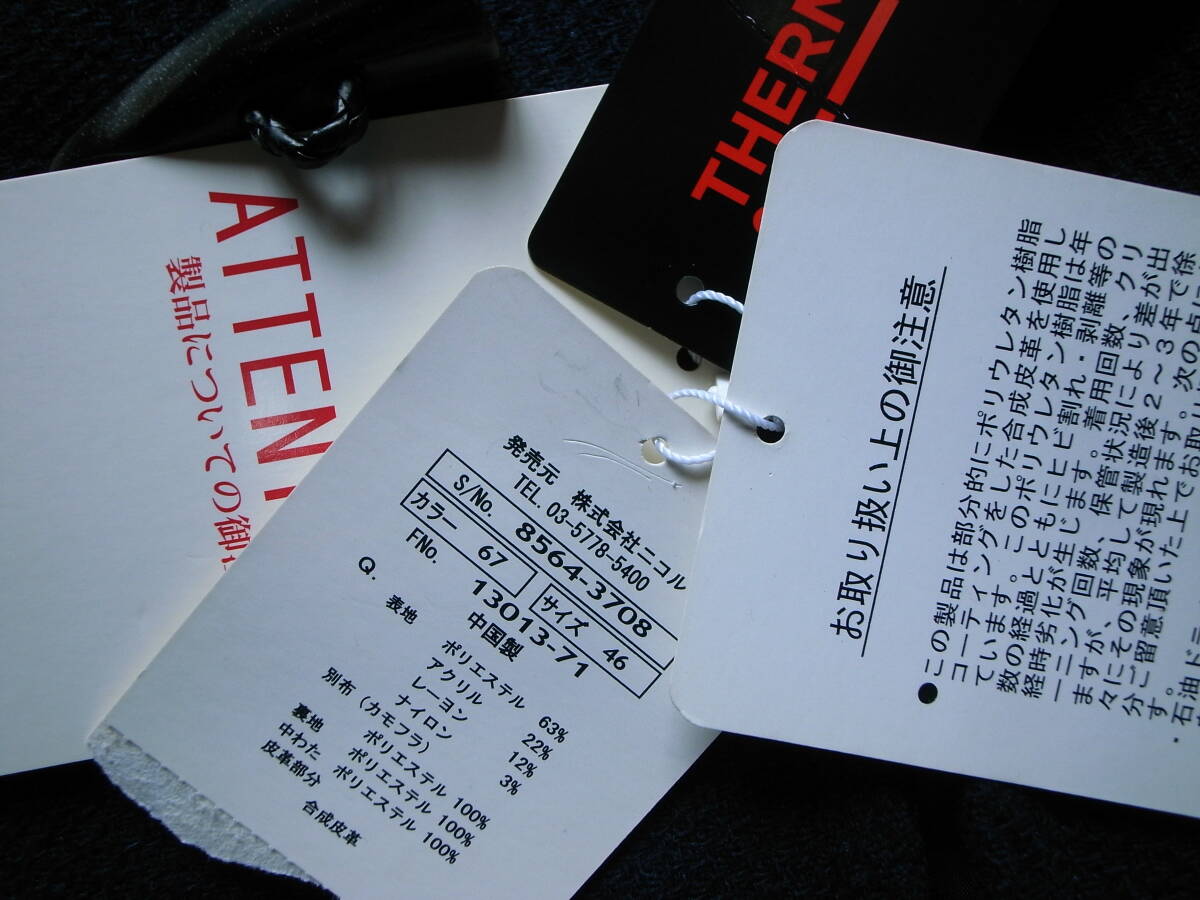 ATTEN
製品についての御
THERM
発売元 株式会社ニコル
TEL. 03-5778-5400
S/No. 8564-3708
カラー 67 サイズ 46
FNo. 13013-71
Q. 中国製
表地 ポリエステル 63%
アクリル 22%
レーヨン 12%
ナイロン 3%
別布(カモフラ)
ポリエステル 100%
裏地 ポリエステル 100%
中わた ポリエステル 100%
皮革部分
合成皮革
お取り扱い上の御注意
●この製品は部分的にポリウレタン樹脂
コーティングをした合成皮革を使用し
ています。このポリウレタン樹脂は年
数の経過とともにヒビ割れ・剥離等の
経時劣化が生じます。着用回数、クリ
ーニング回数、保管状況により差が出
ますが、平均して製造後2～3年で徐
々にその現象が現れます。次の点に
分ご留意頂いた上でお取
す。
・石油ド